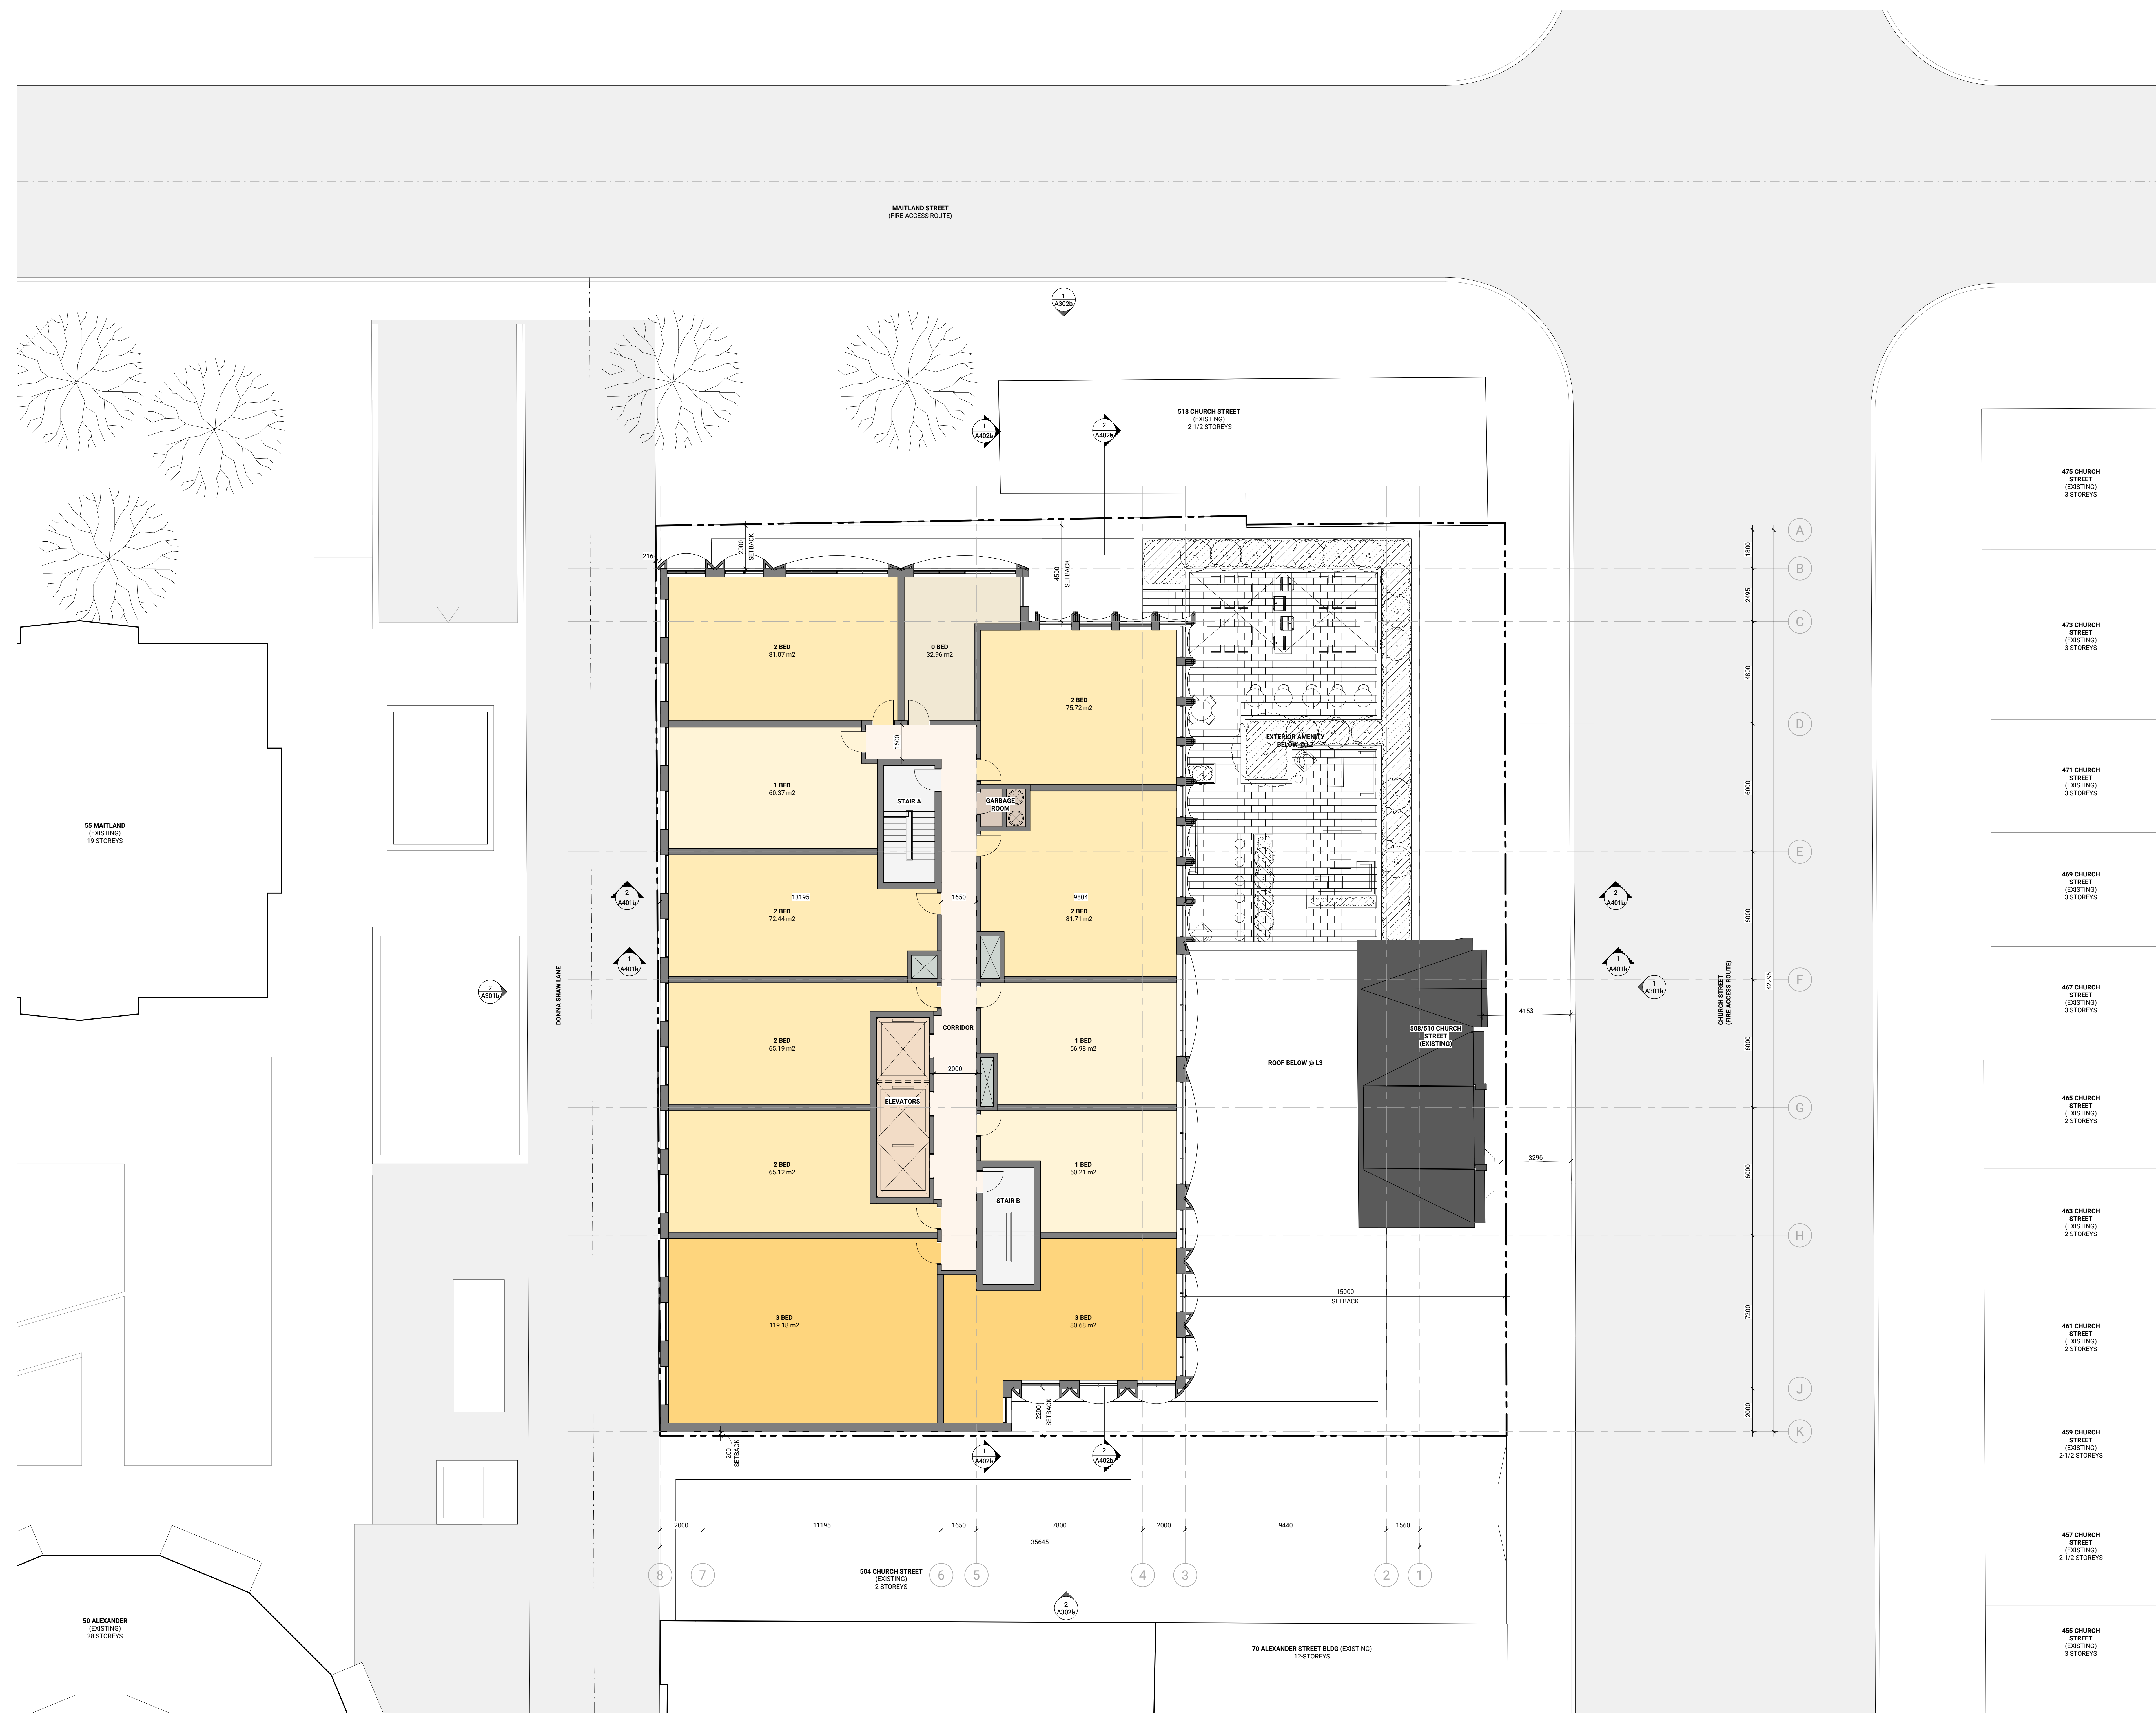 MAITLAND STREET
(FIRE ACCESS ROUTE)
1
A302b
518 CHURCH STREET
(EXISTING)
2-1/2 STOREYS
1
A402b
2
A402b
475 CHURCH
STREET
(EXISTING)
3 STOREYS
A
216
2000
SETBACK
4500
SETBACK
1800
B
2495
C
473 CHURCH
STREET
(EXISTING)
3 STOREYS
2 BED
81.07 m2
0 BED
32.96 m2
4800
2 BED
75.72 m2
D
1600
EXTERIOR AMENITY
BELOW @ L2
471 CHURCH
STREET
(EXISTING)
3 STOREYS
1 BED
60.37 m2
6000
STAIR A
GARBAGE
ROOM
55 MAITLAND
(EXISTING)
19 STOREYS
E
469 CHURCH
STREET
(EXISTING)
3 STOREYS
2
A401b
13195
1650
9804
2
A401b
2 BED
72.44 m2
2 BED
81.71 m2
6000
1
A401b
1
A401b
F
42295
2
A301b
DONNA SHAW LANE
1
A301b
CHURCH STREET
(FIRE ACCESS ROUTE)
467 CHURCH
STREET
(EXISTING)
3 STOREYS
4153
CORRIDOR
508/510 CHURCH
STREET
(EXISTING)
2 BED
65.19 m2
1 BED
56.98 m2
6000
ROOF BELOW @ L3
2000
ELEVATORS
G
465 CHURCH
STREET
(EXISTING)
2 STOREYS
3296
2 BED
65.12 m2
1 BED
50.21 m2
6000
STAIR B
463 CHURCH
STREET
(EXISTING)
2 STOREYS
H
15000
SETBACK
3 BED
119.18 m2
3 BED
80.68 m2
7200
461 CHURCH
STREET
(EXISTING)
2 STOREYS
J
2200
SETBACK
2000
K
200
SETBACK
1
A402b
2
A402b
459 CHURCH
STREET
(EXISTING)
2-1/2 STOREYS
2000
11195
1650
7800
2000
9440
1560
35645
457 CHURCH
STREET
(EXISTING)
2-1/2 STOREYS
8
7
6
5
4
3
2
1
504 CHURCH STREET
(EXISTING)
2-STOREYS
2
A302b
50 ALEXANDER
(EXISTING)
28 STOREYS
70 ALEXANDER STREET BLDG (EXISTING)
12-STOREYS
455 CHURCH
STREET
(EXISTING)
3 STOREYS